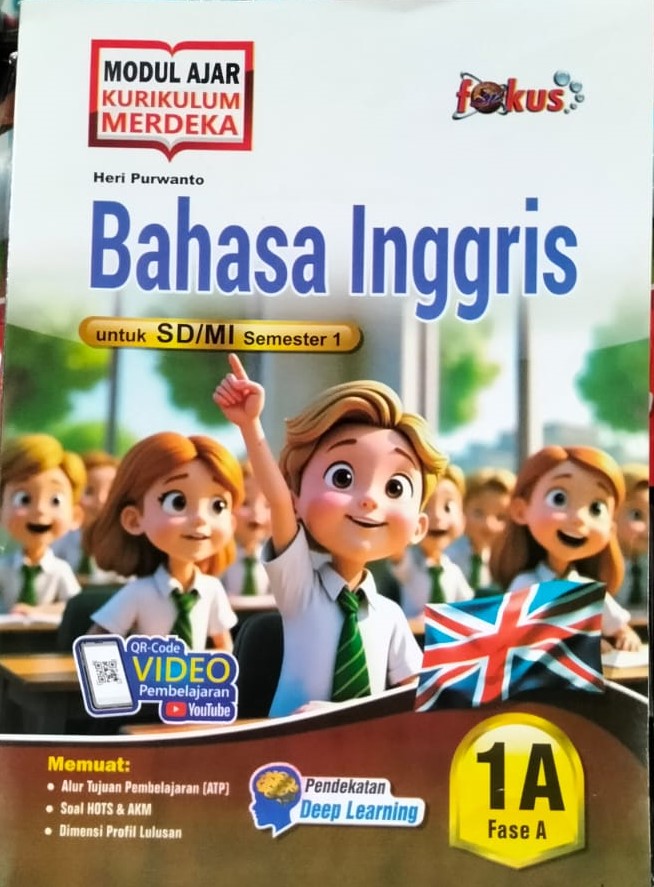 MODUL AJAR
KURIKULUM
MERDEKA
fokus
Heri Purwanto
Bahasa Inggris
untuk SD/MI Semester 1
QR-Code
VIDEO
Pembelajaran
YouTube
Memuat:
• Alur Tujuan Pembelajaran (ATP)
• Soal HOTS & AKM
• Dimensi Profil Lulusan
Pendekatan
Deep Learning
1A
Fase A